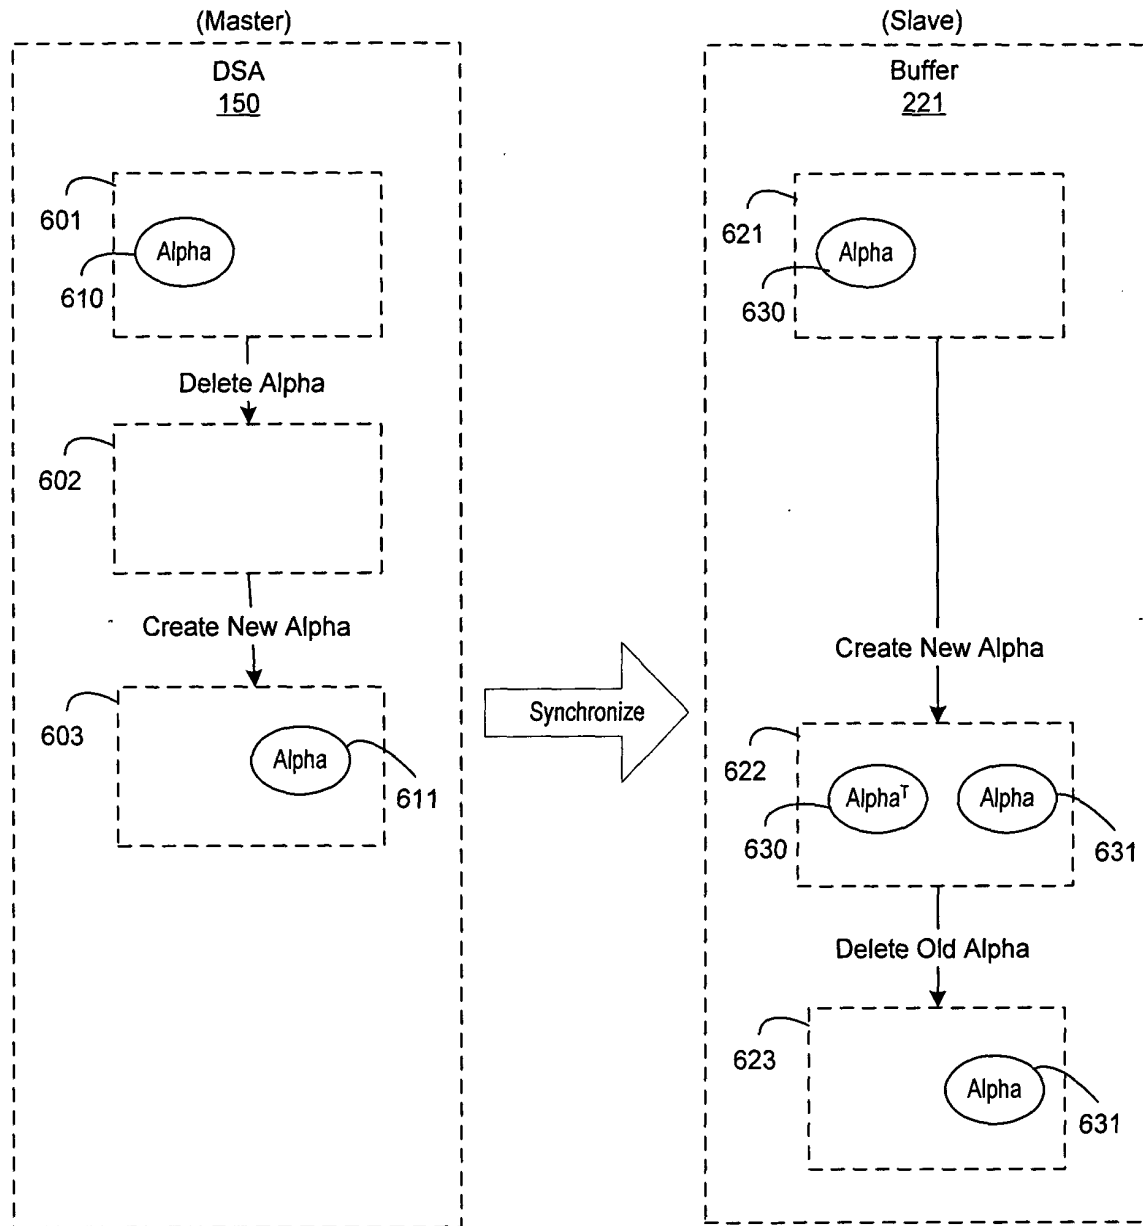 (Master)
DSA
150
601
Alpha
610
Delete Alpha
602
Create New Alpha
603
Alpha
611
Synchronize
(Slave)
Buffer
221
621
Alpha
630
Create New Alpha
622
Alphaᵀ
Alpha
630
631
Delete Old Alpha
623
Alpha
631